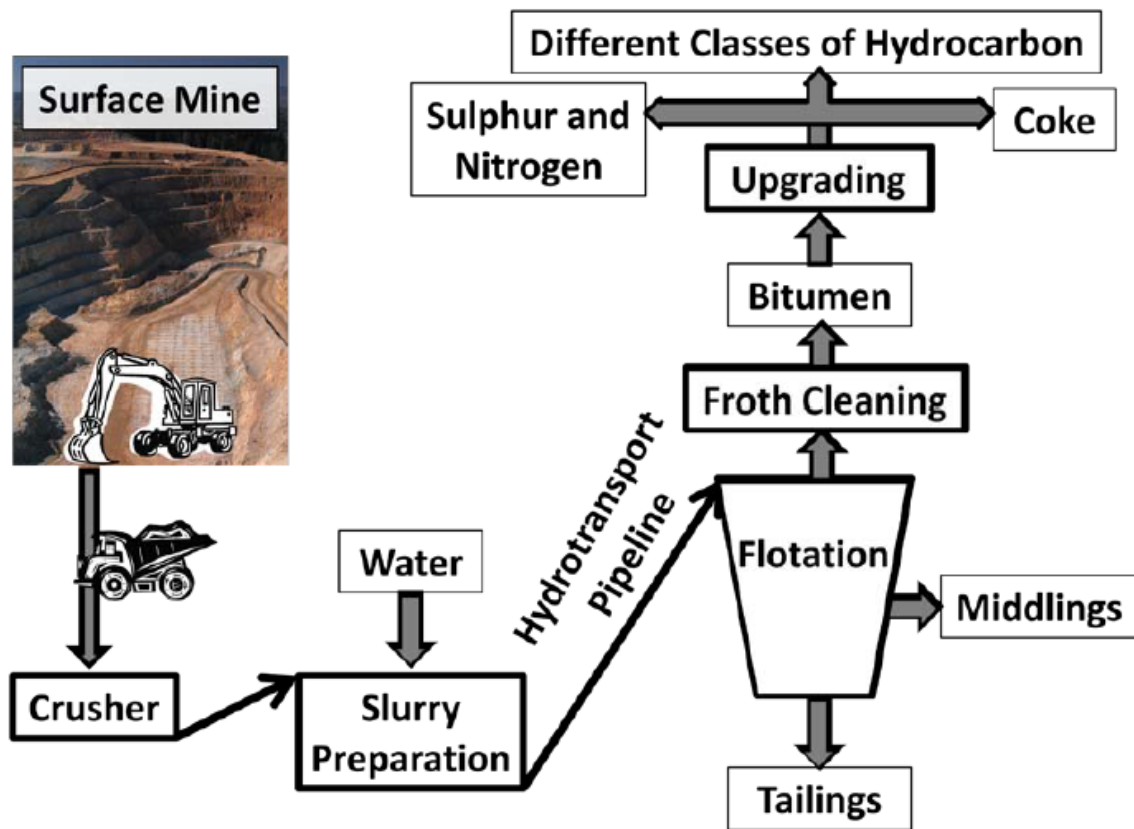 Different Classes of Hydrocarbon
Surface Mine
Sulphur and
Nitrogen
Coke
Upgrading
Bitumen
Froth Cleaning
Hydrotransport
Pipeline
Flotation
Water
Middlings
Crusher
Slurry
Preparation
Tailings